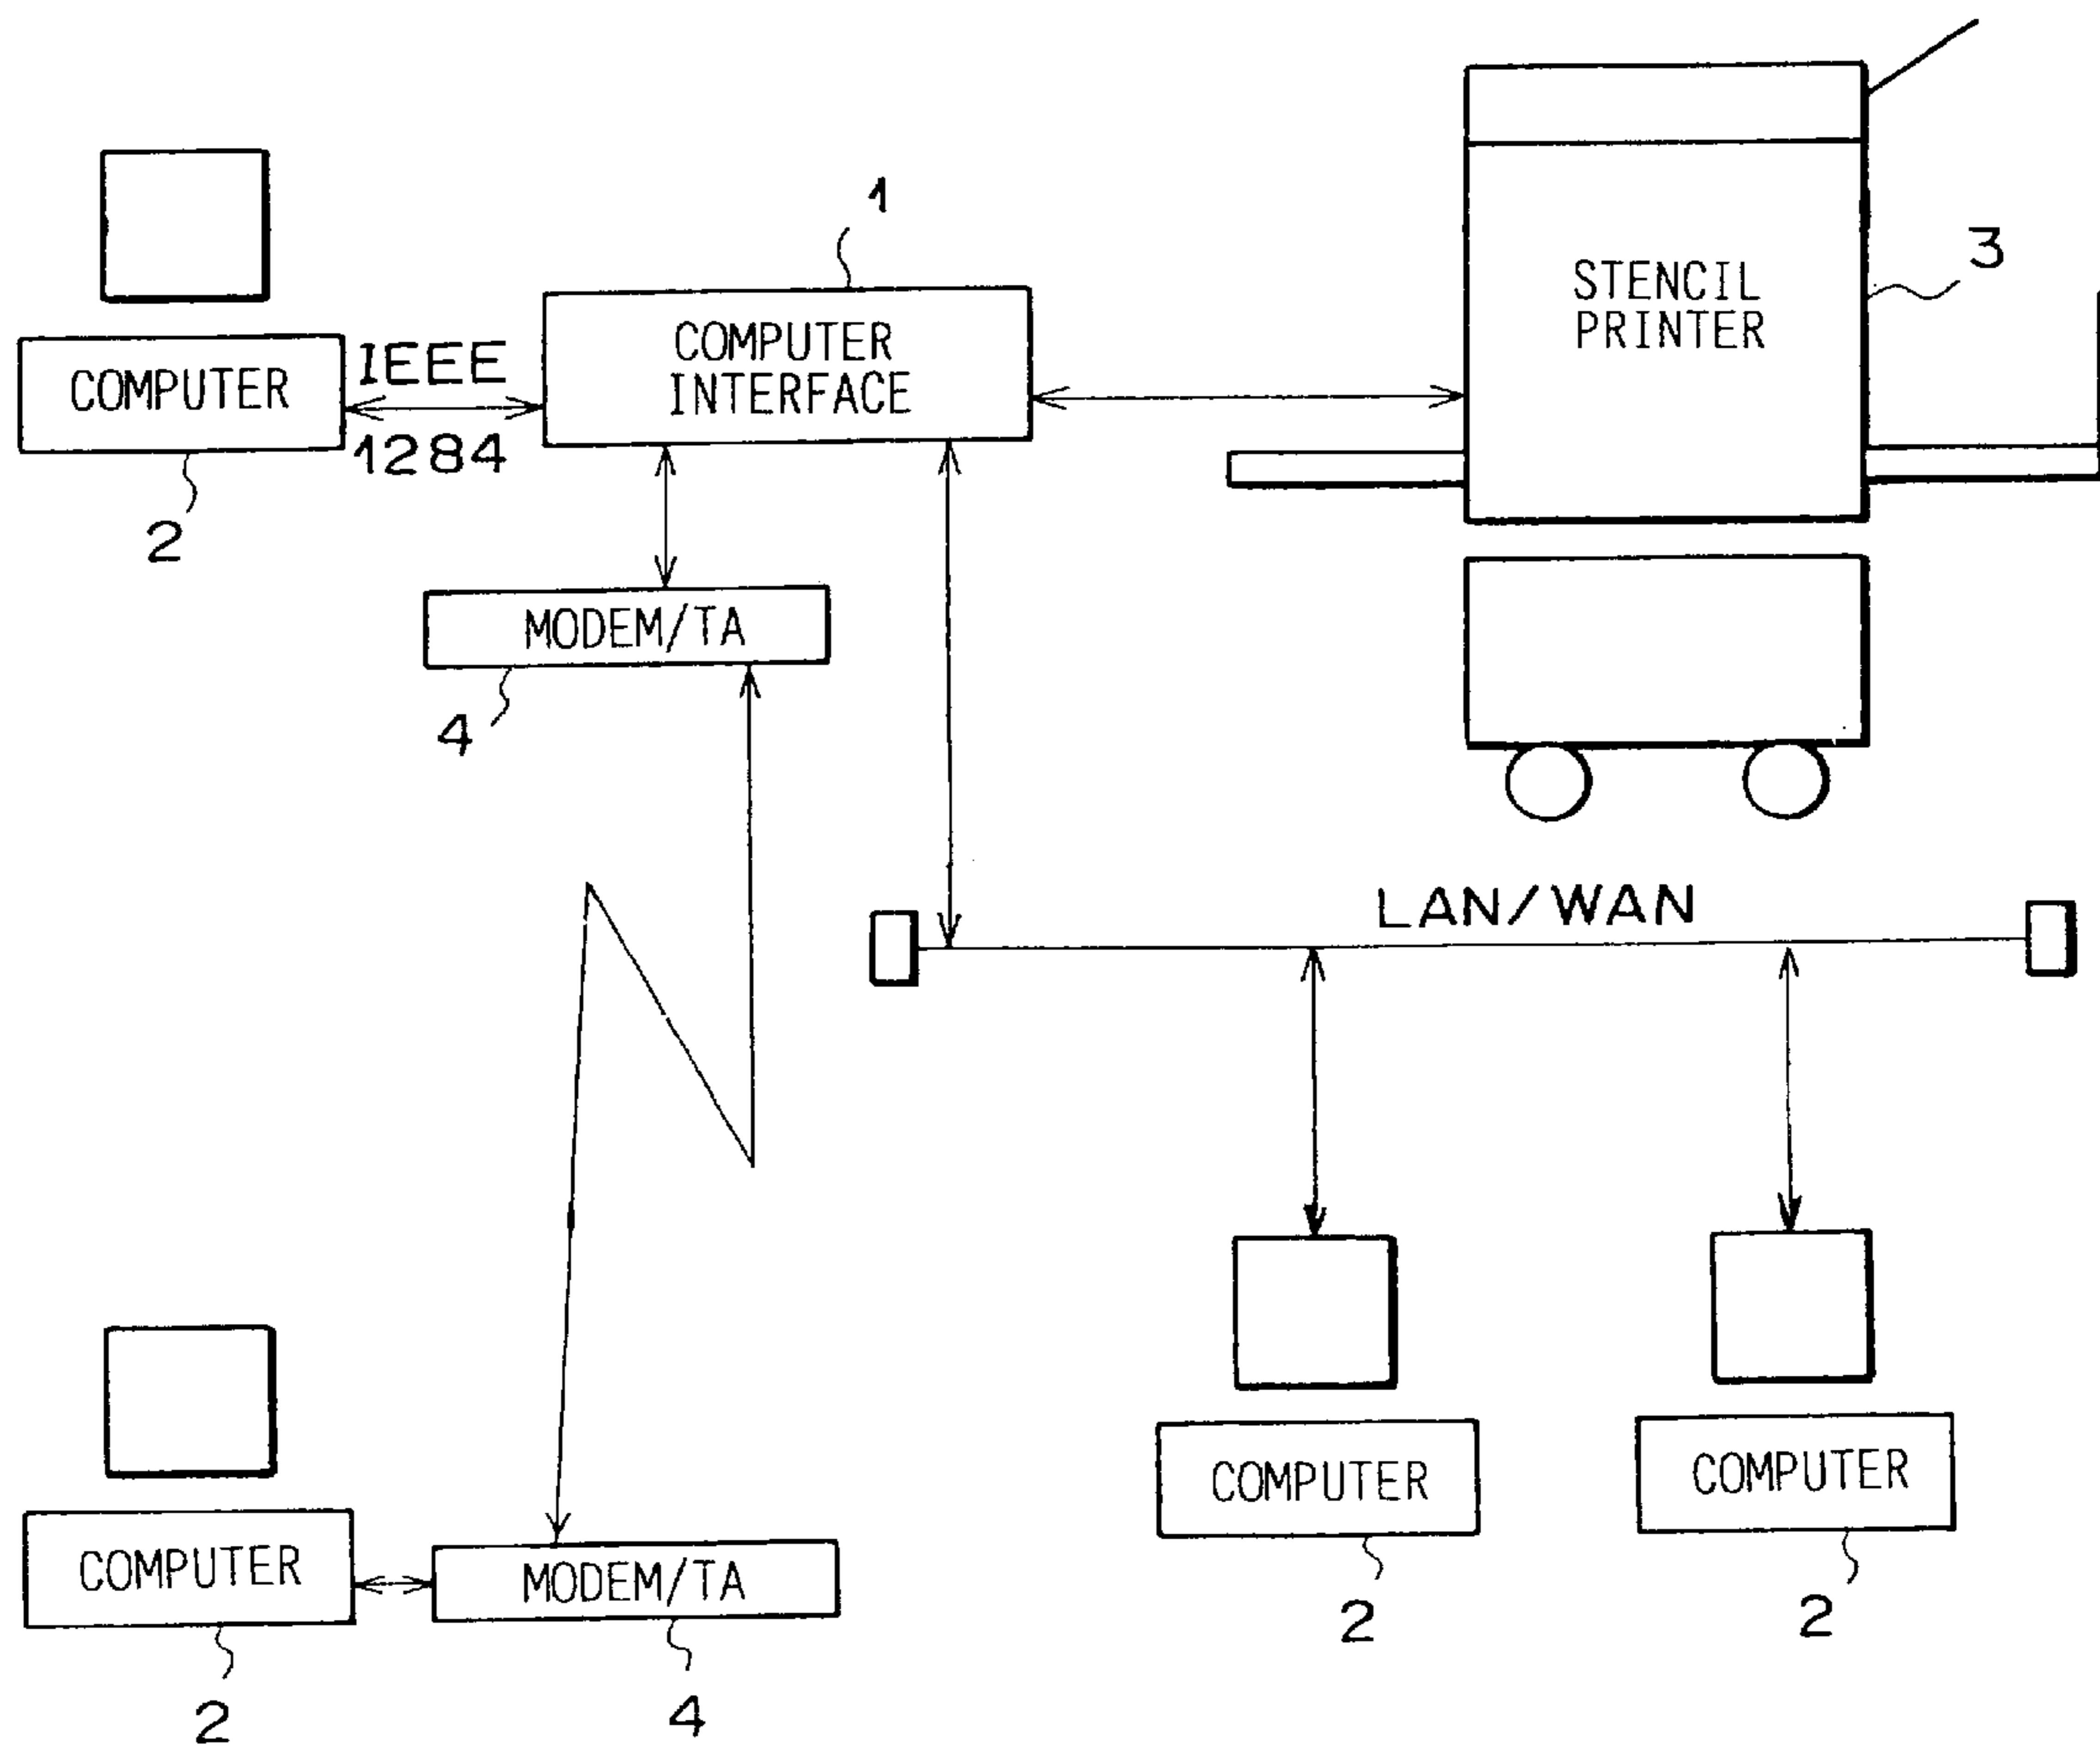 1
STENCIL
PRINTER
3
COMPUTER
INTERFACE
COMPUTER
IEEE
1284
2
MODEM/TA
4
LAN/WAN
COMPUTER
2
COMPUTER
2
COMPUTER
2
MODEM/TA
4